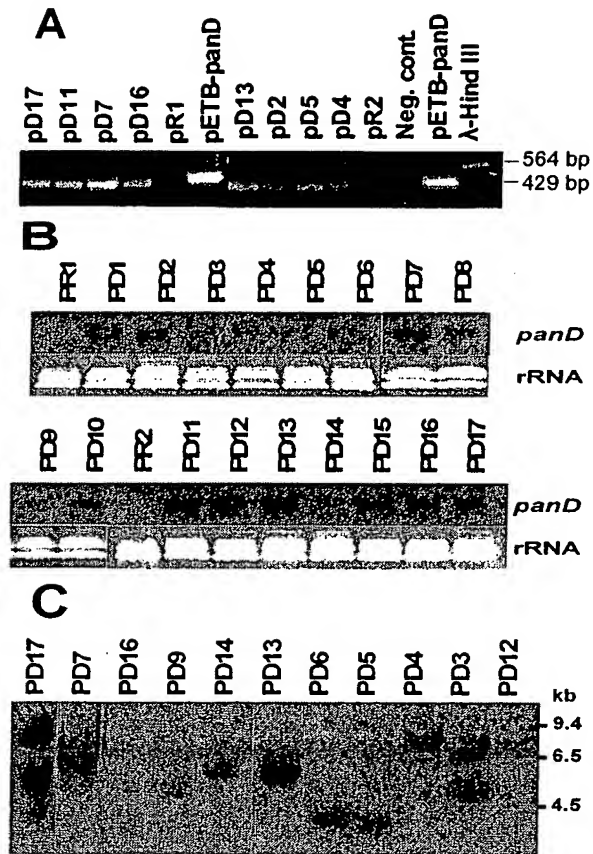 A
pD17 pD11 pD7 pD16 pR1 pETB-panD pD13 pD2 pD5 pD4 pR2 Neg. cont. pETB-panD λ-Hind III
564 bp
429 bp
B
PR1 PD1 PD2 PD3 PD4 PD5 PD6 PD7 PD8
panD
rRNA
PD9 PD10 PR2 PD11 PD12 PD13 PD14 PD15 PD16 PD17
panD
rRNA
C
PD17 PD7 PD16 PD9 PD14 PD13 PD6 PD5 PD4 PD3 PD12
kb
9.4
6.5
4.5